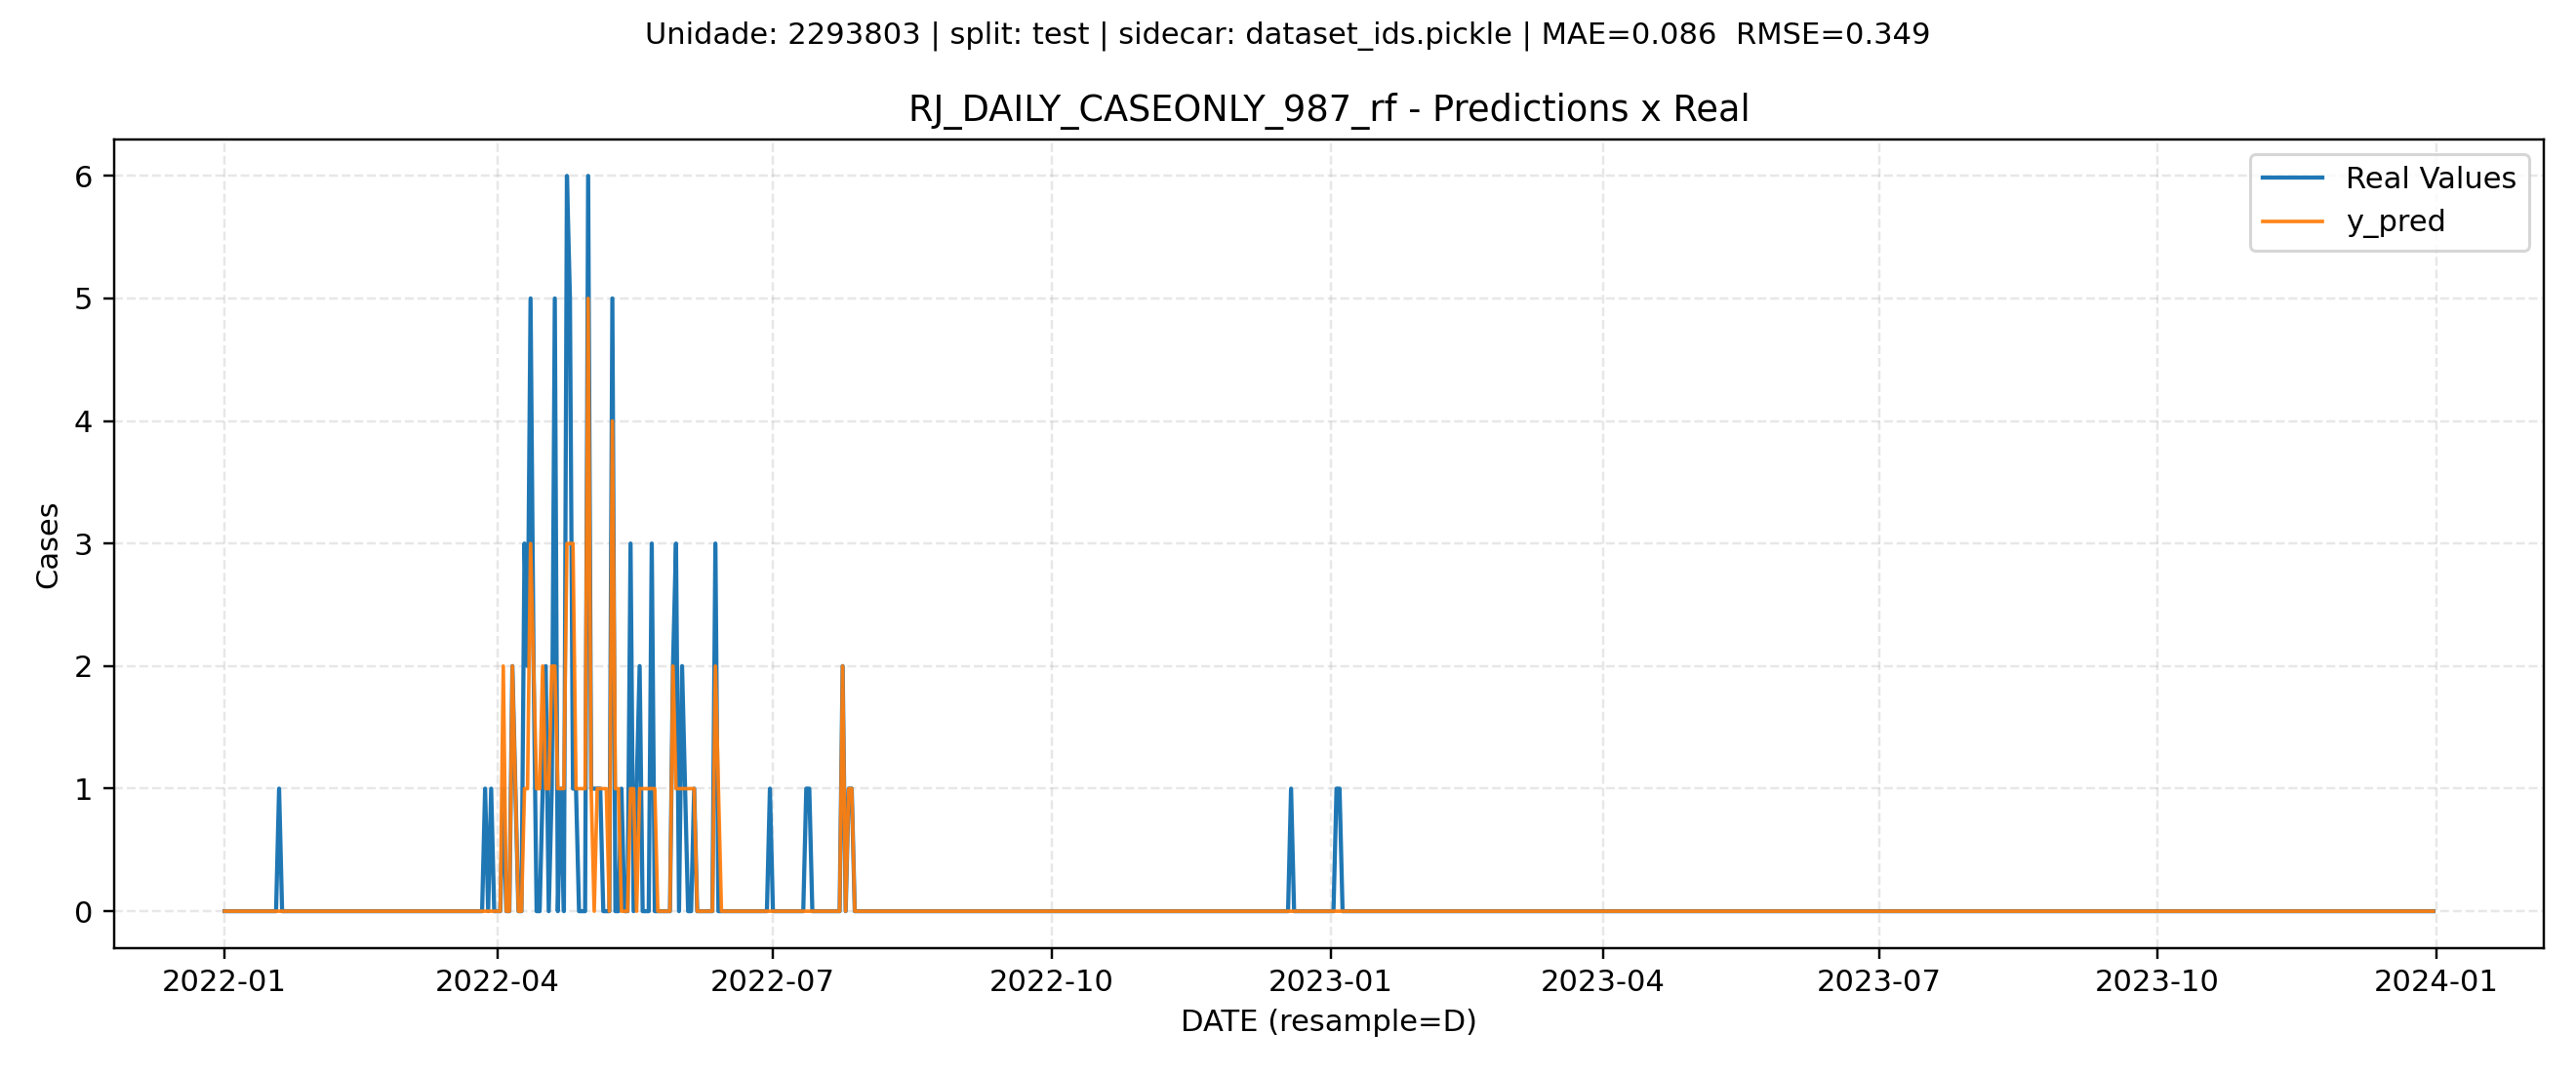 Unidade: 2293803 | split: test | sidecar: dataset_ids.pickle | MAE=0.086  RMSE=0.349
RJ_DAILY_CASEONLY_987_rf - Predictions x Real
Real Values
y_pred
6
5
4
3
2
1
0
Cases
2022-01
2022-04
2022-07
2022-10
2023-01
2023-04
2023-07
2023-10
2024-01
DATE (resample=D)